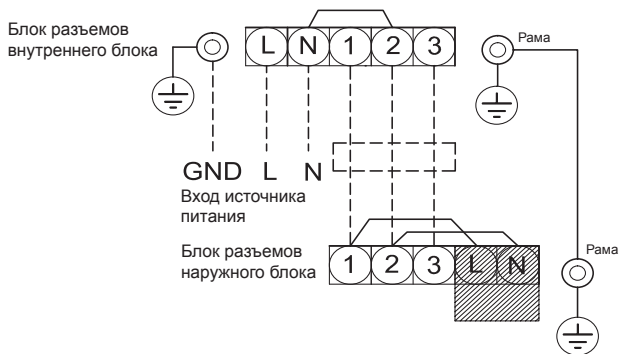 Блок разъемов
внутреннего блока
L N 1 2 3
Рама
GND L N
Вход источника
питания
Блок разъемов
наружного блока
1 2 3 L N
Рама